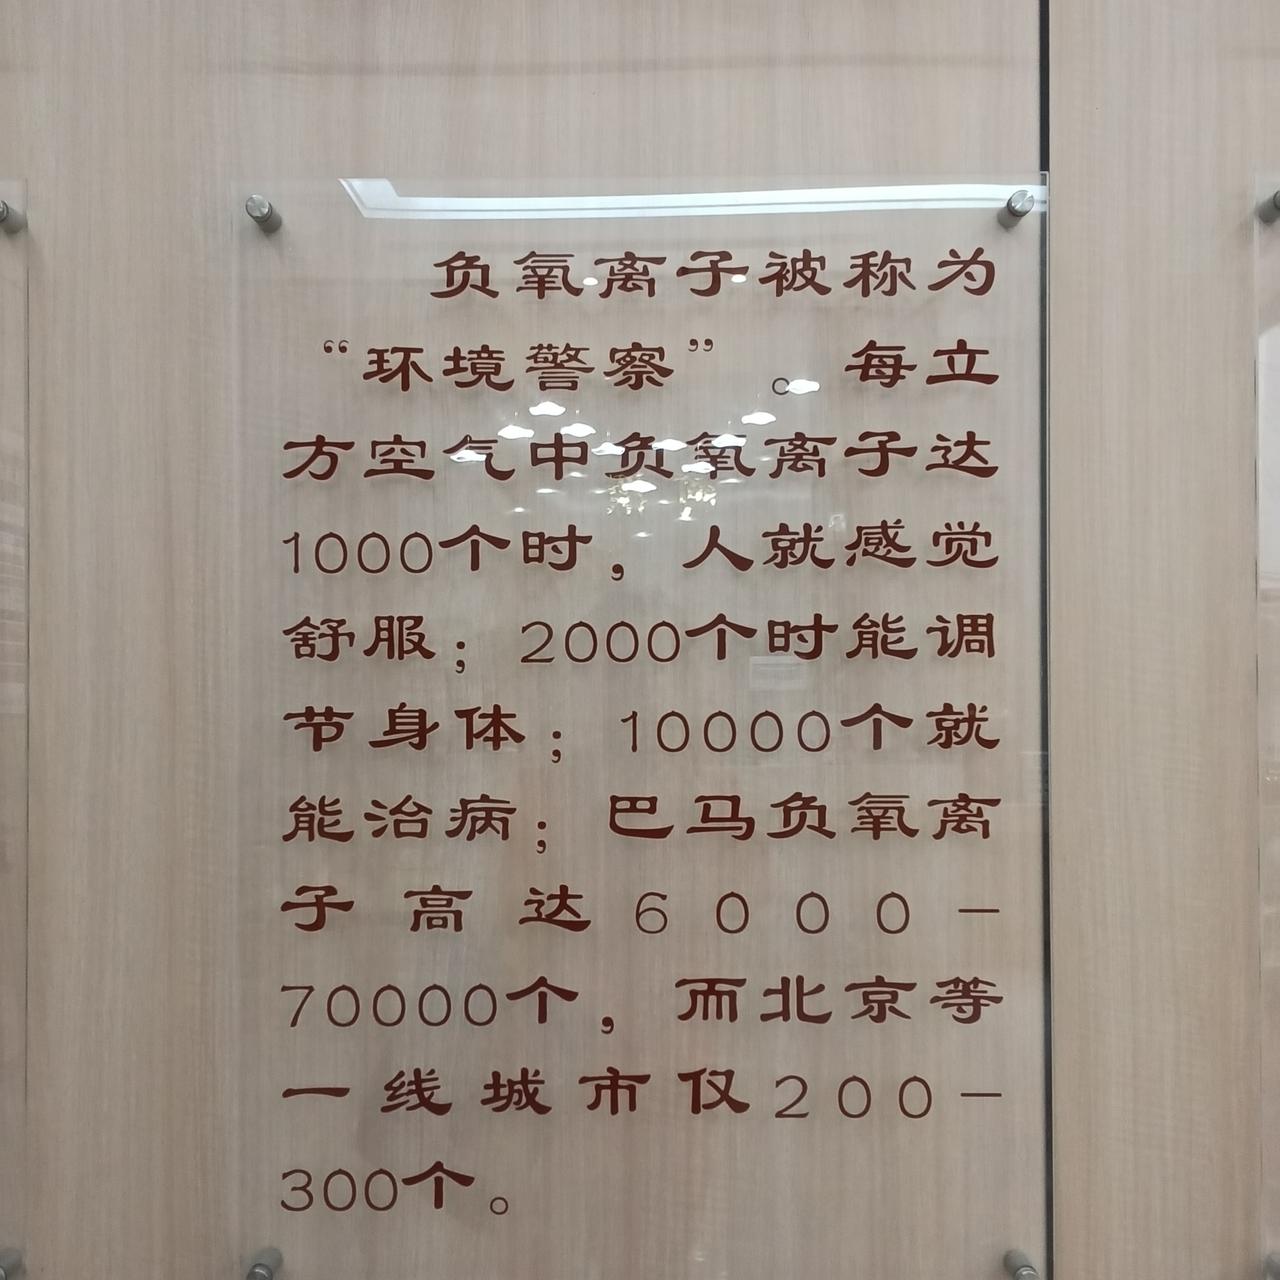 负氧离子被称为
“环境警察”。每立
方空气中负氧离子达
1000个时，人就感觉
舒服；2000个时能调
节身体；10000个就
能治病；巴马负氧离
子高达6000-
70000个，而北京等
一线城市仅200-
300个。